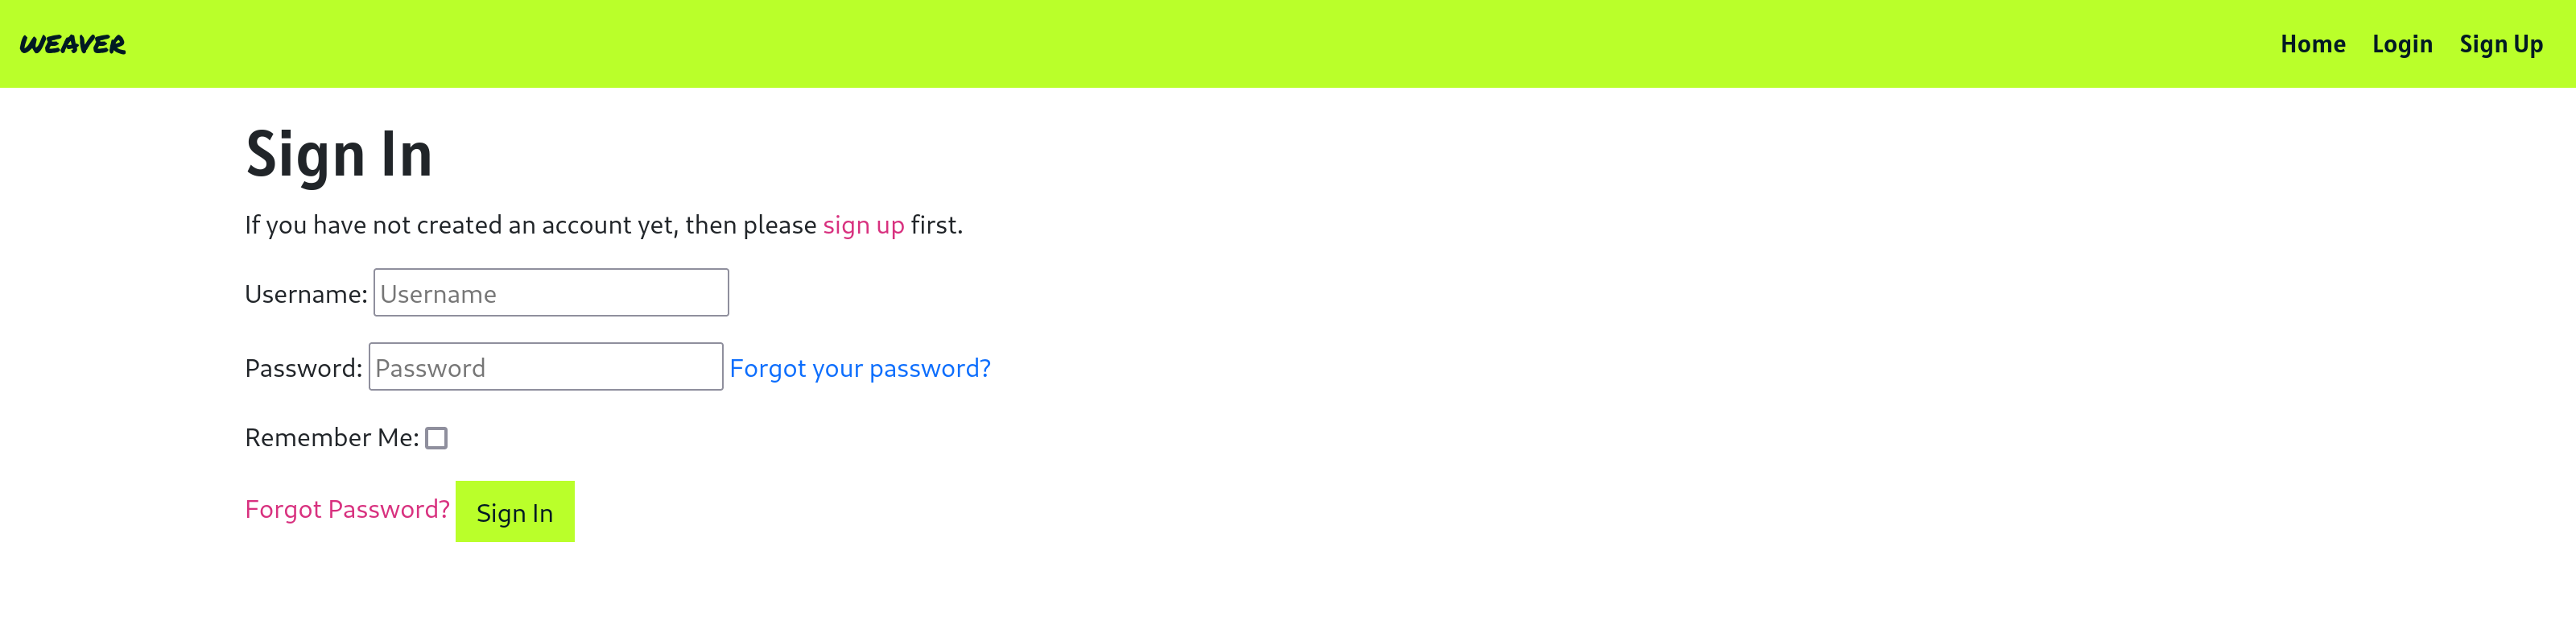 WEAVER Home Login Sign Up
Sign In
If you have not created an account yet, then please sign up first.
Username: Username
Password: Password Forgot your password?
Remember Me:
Forgot Password? Sign In